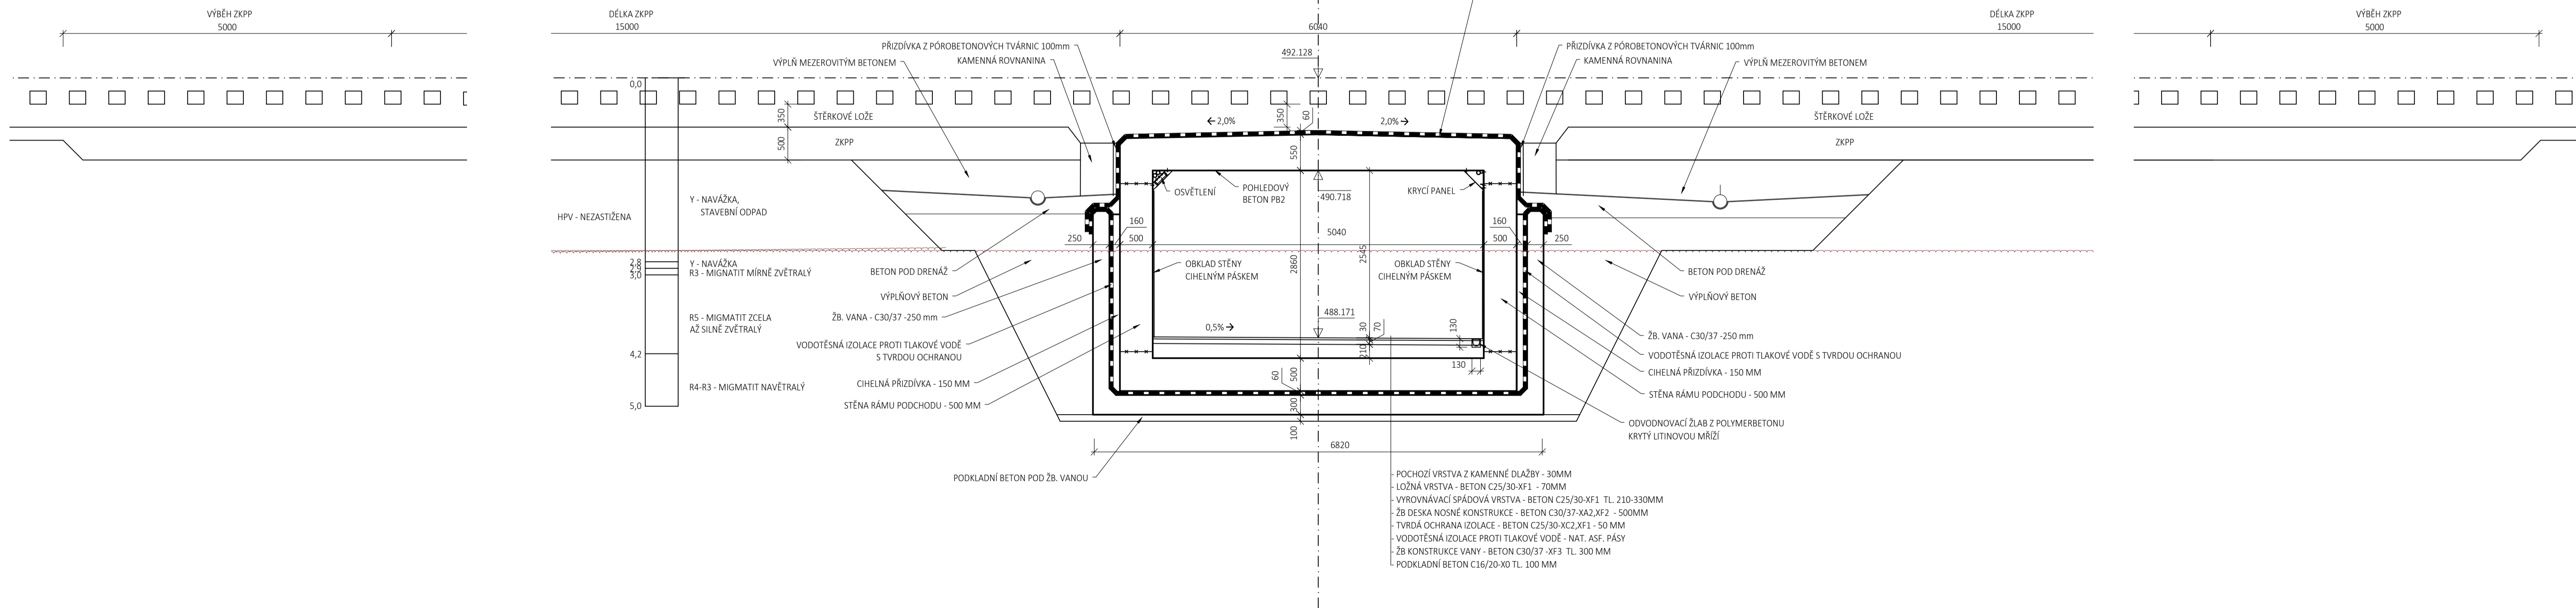 VÝBĚH ZKPP
5000
DÉLKA ZKPP
15000
6040
DÉLKA ZKPP
15000
VÝBĚH ZKPP
5000
PŘIZDÍVKA Z PÓROBETONOVÝCH TVÁRNIC 100mm
KAMENNÁ ROVNANINA
VÝPLŇ MEZEROVITÝM BETONEM
492.128
PŘIZDÍVKA Z PÓROBETONOVÝCH TVÁRNIC 100mm
KAMENNÁ ROVNANINA
VÝPLŇ MEZEROVITÝM BETONEM
0,0
350
ŠTĚRKOVÉ LOŽE
2,0%
350
60
2,0%
ŠTĚRKOVÉ LOŽE
500
ZKPP
550
ZKPP
Y - NAVÁŽKA,
STAVEBNÍ ODPAD
HPV - NEZASTIŽENA
OSVĚTLENÍ
POHLEDOVÝ
BETON PB2
490.718
KRYCÍ PANEL
160
250
500
5040
160
500
250
2,8
2,9
3,0
Y - NAVÁŽKA
R3 - MIGNATIT MÍRNĚ ZVĚTRALÝ
BETON POD DRENÁŽ
OBKLAD STĚNY
CIHELNÝM PÁSKEM
2860
2545
OBKLAD STĚNY
CIHELNÝM PÁSKEM
BETON POD DRENÁŽ
VÝPLŇOVÝ BETON
VÝPLŇOVÝ BETON
R5 - MIGMATIT ZCELA
AŽ SILNĚ ZVĚTRALÝ
ŽB. VANA - C30/37 -250 mm
488.171
0,5%
30
70
130
ŽB. VANA - C30/37 -250 mm
VODOTĚSNÁ IZOLACE PROTI TLAKOVÉ VODĚ
S TVRDOU OCHRANOU
4,2
210
130
VODOTĚSNÁ IZOLACE PROTI TLAKOVÉ VODĚ S TVRDOU OCHRANOU
CIHELNÁ PŘIZDÍVKA - 150 MM
60
500
CIHELNÁ PŘIZDÍVKA - 150 MM
R4-R3 - MIGMATIT NAVĚTRALÝ
STĚNA RÁMU PODCHODU - 500 MM
STĚNA RÁMU PODCHODU - 500 MM
5,0
300
100
ODVODNOVACÍ ŽLAB Z POLYMERBETONU
KRYTÝ LITINOVOU MŘÍŽÍ
6820
PODKLADNÍ BETON POD ŽB. VANOU
- POCHOZÍ VRSTVA Z KAMENNÉ DLAŽBY - 30MM
- LOŽNÁ VRSTVA - BETON C25/30-XF1 - 70MM
- VYROVNÁVACÍ SPÁDOVÁ VRSTVA - BETON C25/30-XF1 TL. 210-330MM
- ŽB DESKA NOSNÉ KONSTRUKCE - BETON C30/37-XA2,XF2 - 500MM
- TVRDÁ OCHRANA IZOLACE - BETON C25/30-XC2,XF1 - 50 MM
- VODOTĚSNÁ IZOLACE PROTI TLAKOVÉ VODĚ - NAT. ASF. PÁSY
- ŽB KONSTRUKCE VANY - BETON C30/37 -XF3 TL. 300 MM
- PODKLADNÍ BETON C16/20-X0 TL. 100 MM